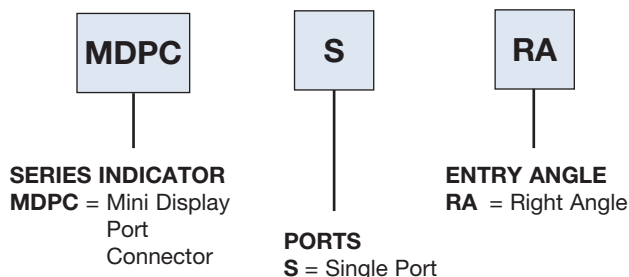 MDPC
S
RA
SERIES INDICATOR
MDPC = Mini Display
Port
Connector
PORTS
S = Single Port
ENTRY ANGLE
RA = Right Angle